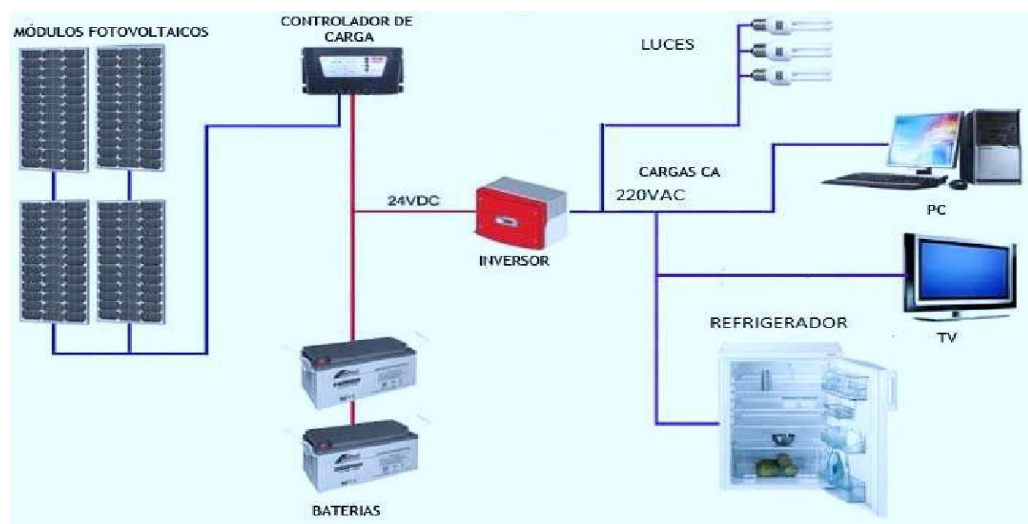 MÓDULOS FOTOVOLTAICOS
CONTROLADOR DE
CARGA
LUCES
CARGAS CA
220VAC
24VDC
INVERSOR
PC
TV
REFRIGERADOR
BATERIAS